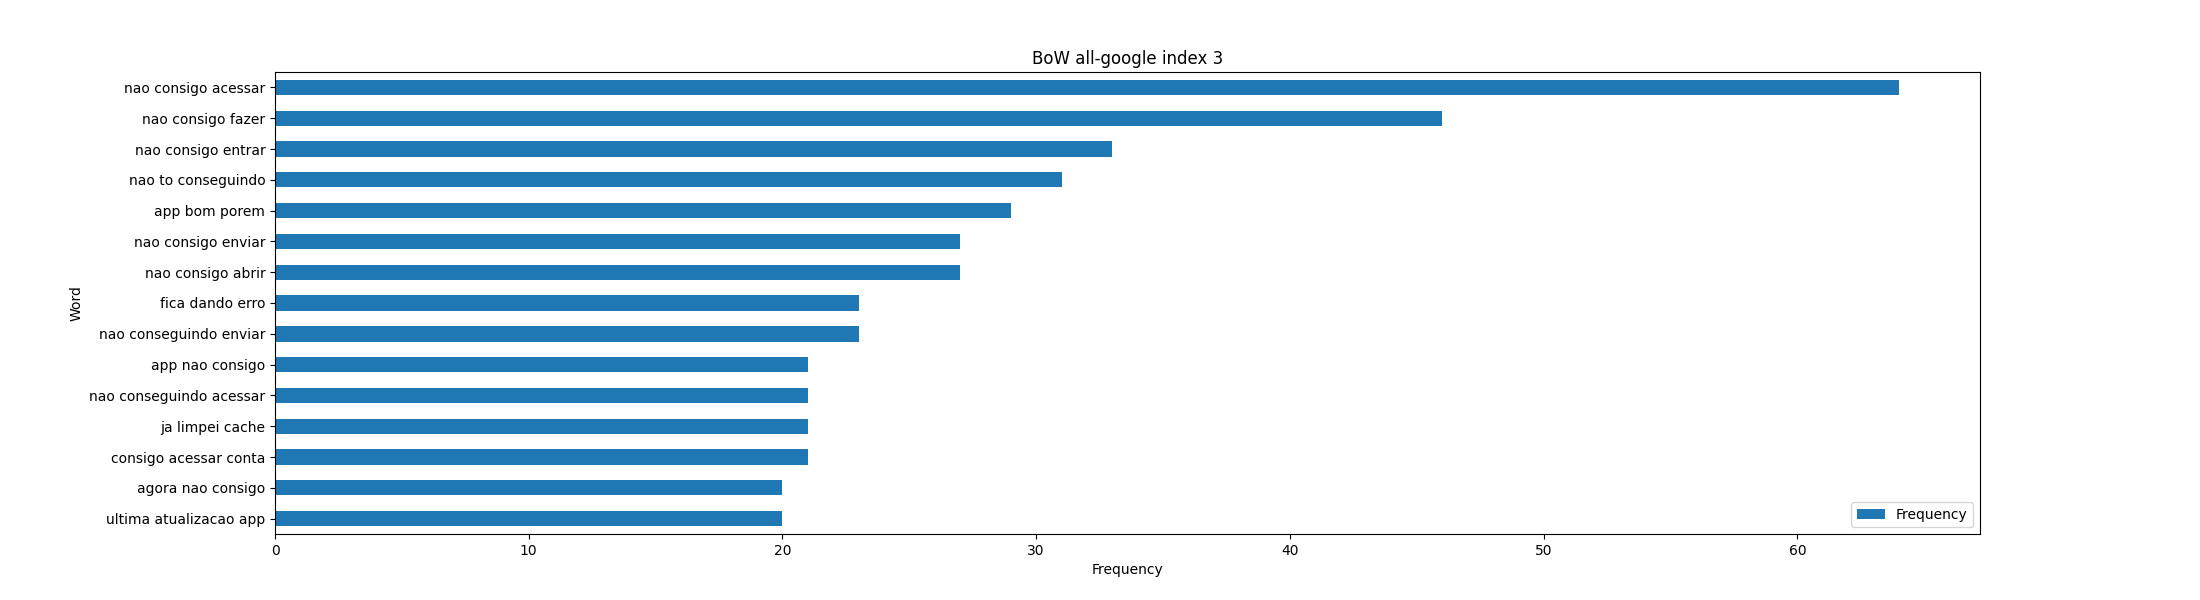 BoW all-google index 3
nao consigo acessar
nao consigo fazer
nao consigo entrar
nao to conseguindo
app bom porem
nao consigo enviar
nao consigo abrir
fica dando erro
nao conseguindo enviar
app nao consigo
nao conseguindo acessar
ja limpei cache
consigo acessar conta
agora nao consigo
ultima atualizacao app
Word
Frequency
0 10 20 30 40 50 60
Frequency